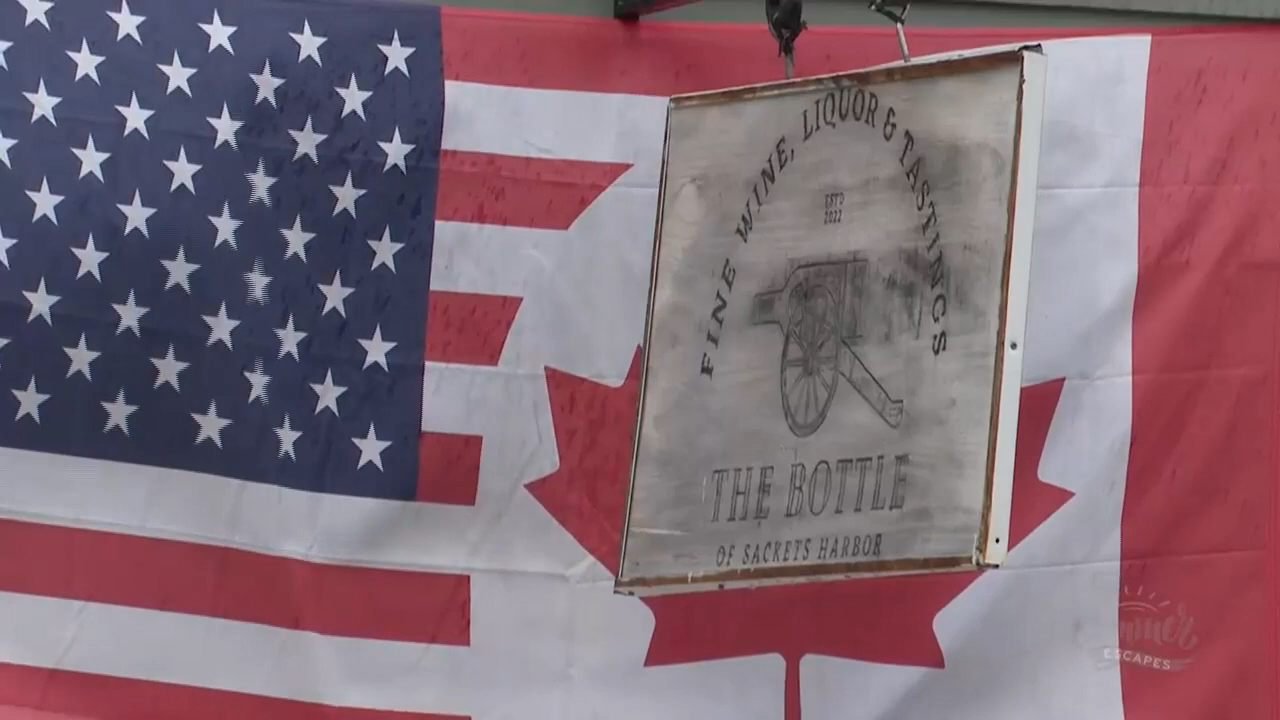 FINE WINE, LIQUOR & TASTINGS
ESTD
2022
THE BOTTLE
OF SACKETS HARBOR
ESCAPES